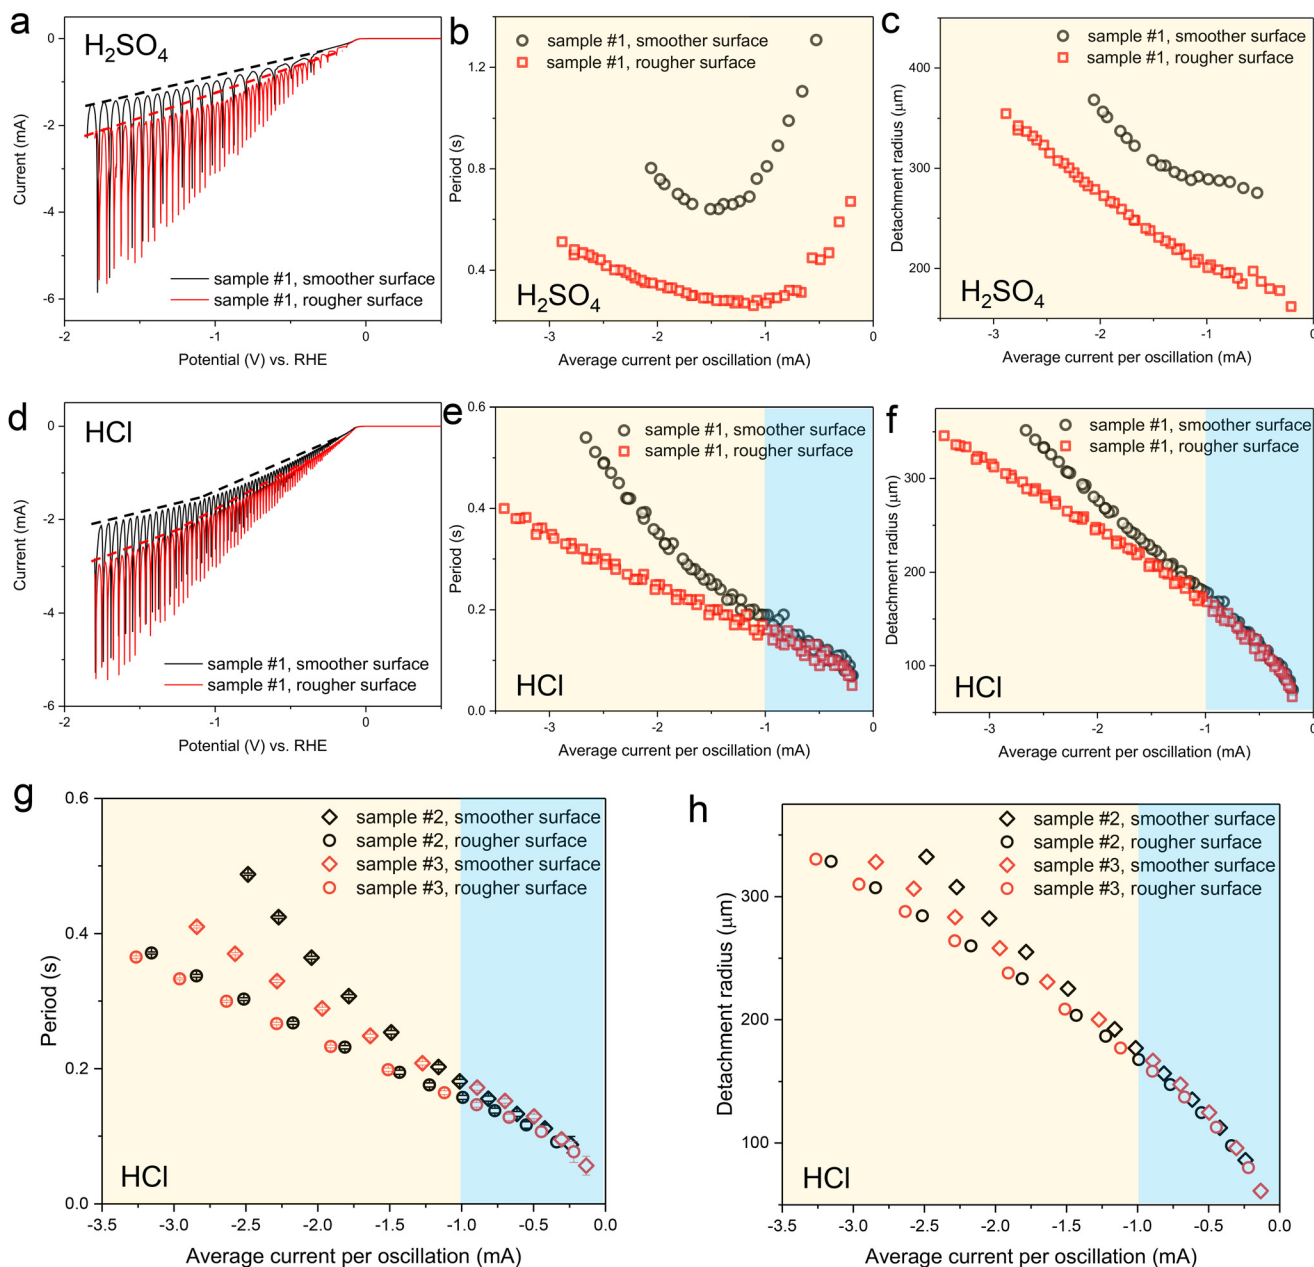 a
H2SO4
0
-2
-4
-6
Current (mA)
sample #1, smoother surface
sample #1, rougher surface
-2
-1
0
Potential (V) vs. RHE
b
sample #1, smoother surface
sample #1, rougher surface
1.2
0.8
0.4
Period (s)
H2SO4
-3
-2
-1
0
Average current per oscillation (mA)
c
sample #1, smoother surface
sample #1, rougher surface
400
300
200
Detachment radius (μm)
H2SO4
-3
-2
-1
0
Average current per oscillation (mA)
d
HCl
0
-2
-4
-6
Current (mA)
sample #1, smoother surface
sample #1, rougher surface
-2
-1
0
Potential (V) vs. RHE
e
sample #1, smoother surface
sample #1, rougher surface
0.6
0.4
0.2
0.0
Period (s)
HCl
-3
-2
-1
0
Average current per oscillation (mA)
f
sample #1, smoother surface
sample #1, rougher surface
300
200
100
Detachment radius (μm)
HCl
-3
-2
-1
0
Average current per oscillation (mA)
g
sample #2, smoother surface
sample #2, rougher surface
sample #3, smoother surface
sample #3, rougher surface
0.6
0.4
0.2
0.0
Period (s)
HCl
-3.5
-3.0
-2.5
-2.0
-1.5
-1.0
-0.5
0.0
Average current per oscillation (mA)
h
sample #2, smoother surface
sample #2, rougher surface
sample #3, smoother surface
sample #3, rougher surface
300
200
100
Detachment radius (μm)
HCl
-3.5
-3.0
-2.5
-2.0
-1.5
-1.0
-0.5
0.0
Average current per oscillation (mA)